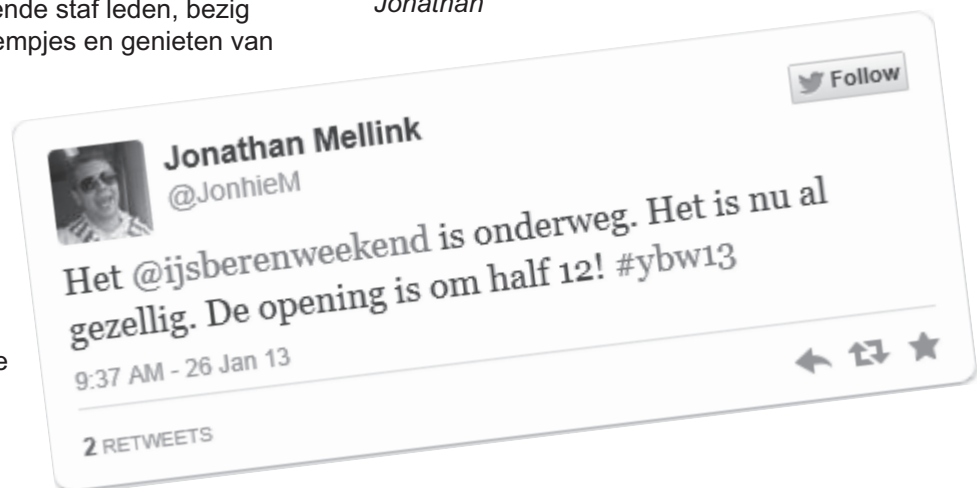 ende staf leden, bezig
empjes en genieten van
Jonathan
Follow
Jonathan Mellink
@JonhieM
Het @ijsberenweekend is onderweg. Het is nu al
gezellig. De opening is om half 12! #ybw13
9:37 AM - 26 Jan 13
2 RETWEETS
e